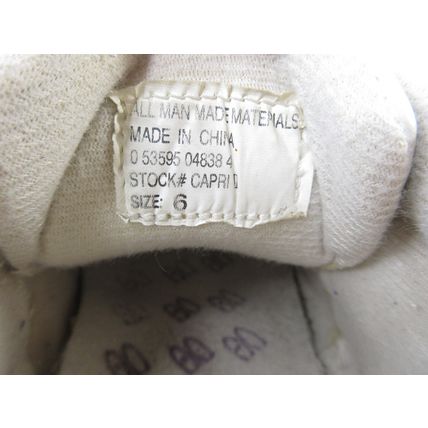 ALL MAN MADE MATERIALS
MADE IN CHINA
0 53595 04838 4
STOCK# CAPRI
SIZE: 6